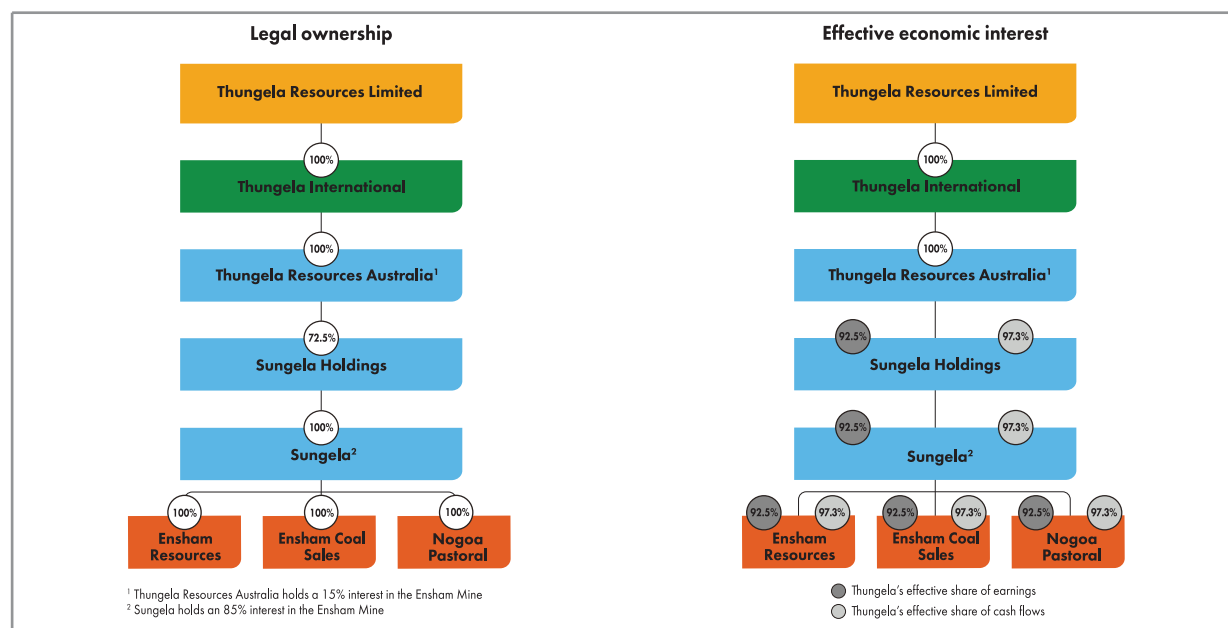 Legal ownership
Thungela Resources Limited
100%
Thungela International
100%
Thungela Resources Australia¹
72.5%
Sungela Holdings
100%
Sungela²
100%
100%
100%
Ensham
Resources
Ensham Coal
Sales
Nogoa
Pastoral
¹ Thungela Resources Australia holds a 15% interest in the Ensham Mine
² Sungela holds an 85% interest in the Ensham Mine
Effective economic interest
Thungela Resources Limited
100%
Thungela International
100%
Thungela Resources Australia¹
92.5%
97.3%
Sungela Holdings
92.5%
97.3%
Sungela²
92.5%
97.3%
92.5%
97.3%
92.5%
97.3%
Ensham
Resources
Ensham Coal
Sales
Nogoa
Pastoral
Thungela's effective share of earnings
Thungela's effective share of cash flows